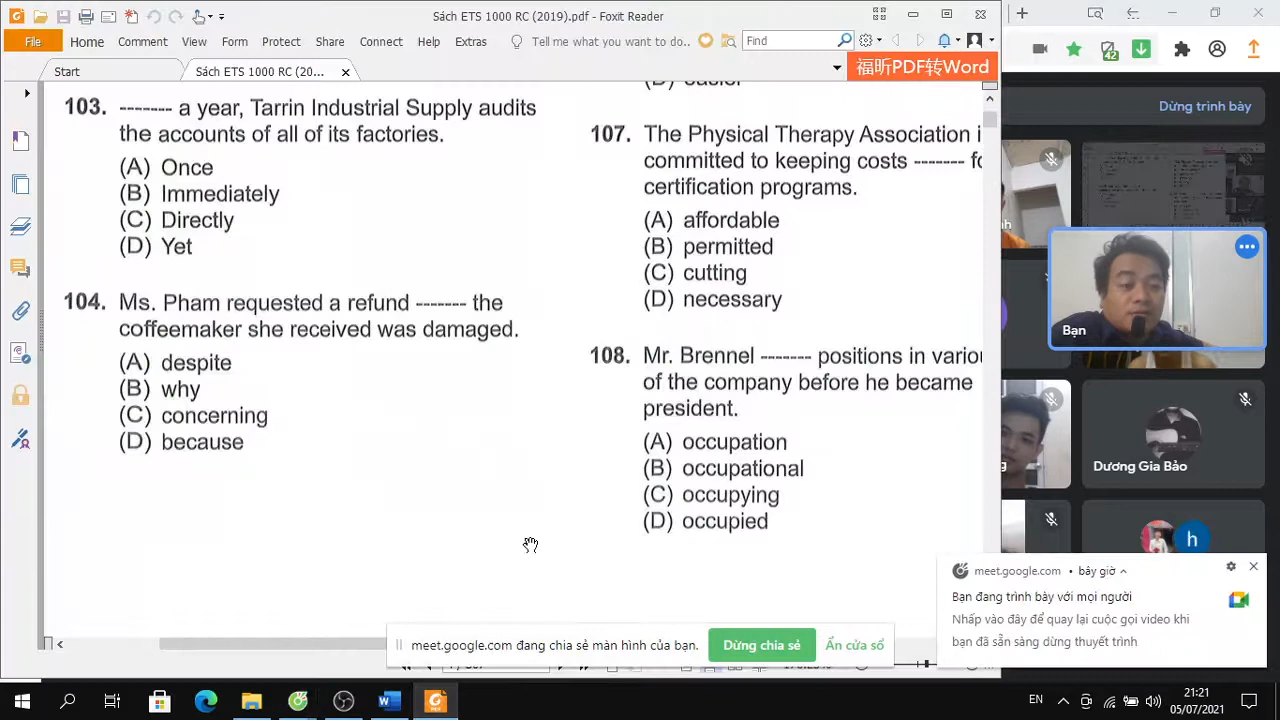 Sách ETS 1000 RC (2019).pdf - Foxit Reader
File Home Comment View Form Protect Share Connect Help Extras Tell me what you want to do.. Find
Start Sách ETS 1000 RC (20... 福昕PDF转Word
103. ------- a year, Tarrin Industrial Supply audits
the accounts of all of its factories.
(A) Once
(B) Immediately
(C) Directly
(D) Yet
104. Ms. Pham requested a refund ------- the
coffeemaker she received was damaged.
(A) despite
(B) why
(C) concerning
(D) because
(D) easier
107. The Physical Therapy Association i
committed to keeping costs ------- fo
certification programs.
(A) affordable
(B) permitted
(C) cutting
(D) necessary
108. Mr. Brennel ------- positions in variou
of the company before he became
president.
(A) occupation
(B) occupational
(C) occupying
(D) occupied
42
Dừng trình bày
Bạn
Dương Gia Bảo
h
meet.google.com • bây giờ
Bạn đang trình bày với mọi người
Nhấp vào đây để quay lại cuộc gọi video khi
bạn đã sẵn sàng dừng thuyết trình
meet.google.com đang chia sẻ màn hình của bạn. Dừng chia sẻ Ẩn cửa sổ
EN
21:21
05/07/2021